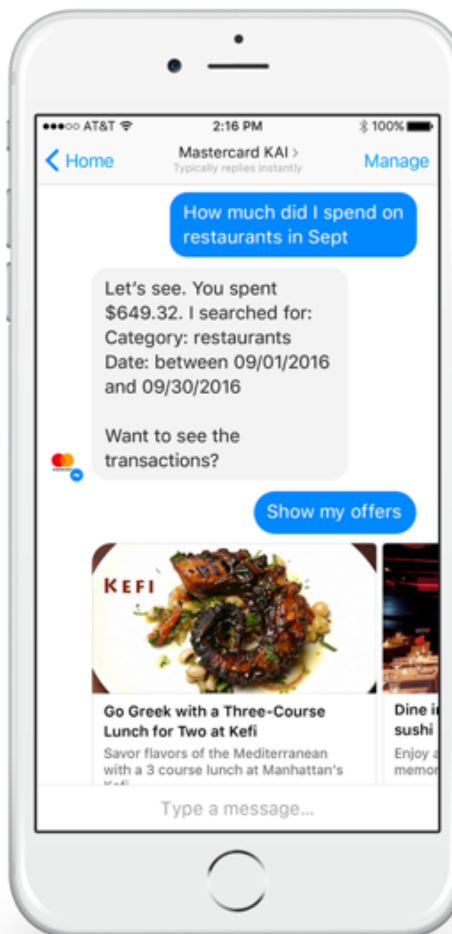 ●●●○○ AT&T 2:16 PM 100%
Home Mastercard KAI > Manage
Typically replies instantly
How much did I spend on
restaurants in Sept
Let's see. You spent
$649.32. I searched for:
Category: restaurants
Date: between 09/01/2016
and 09/30/2016
Want to see the
transactions?
Show my offers
KEFI
Go Greek with a Three-Course
Lunch for Two at Kefi
Savor flavors of the Mediterranean
with a 3 course lunch at Manhattan's
Dine
sushi
Enjoy
Type a message...